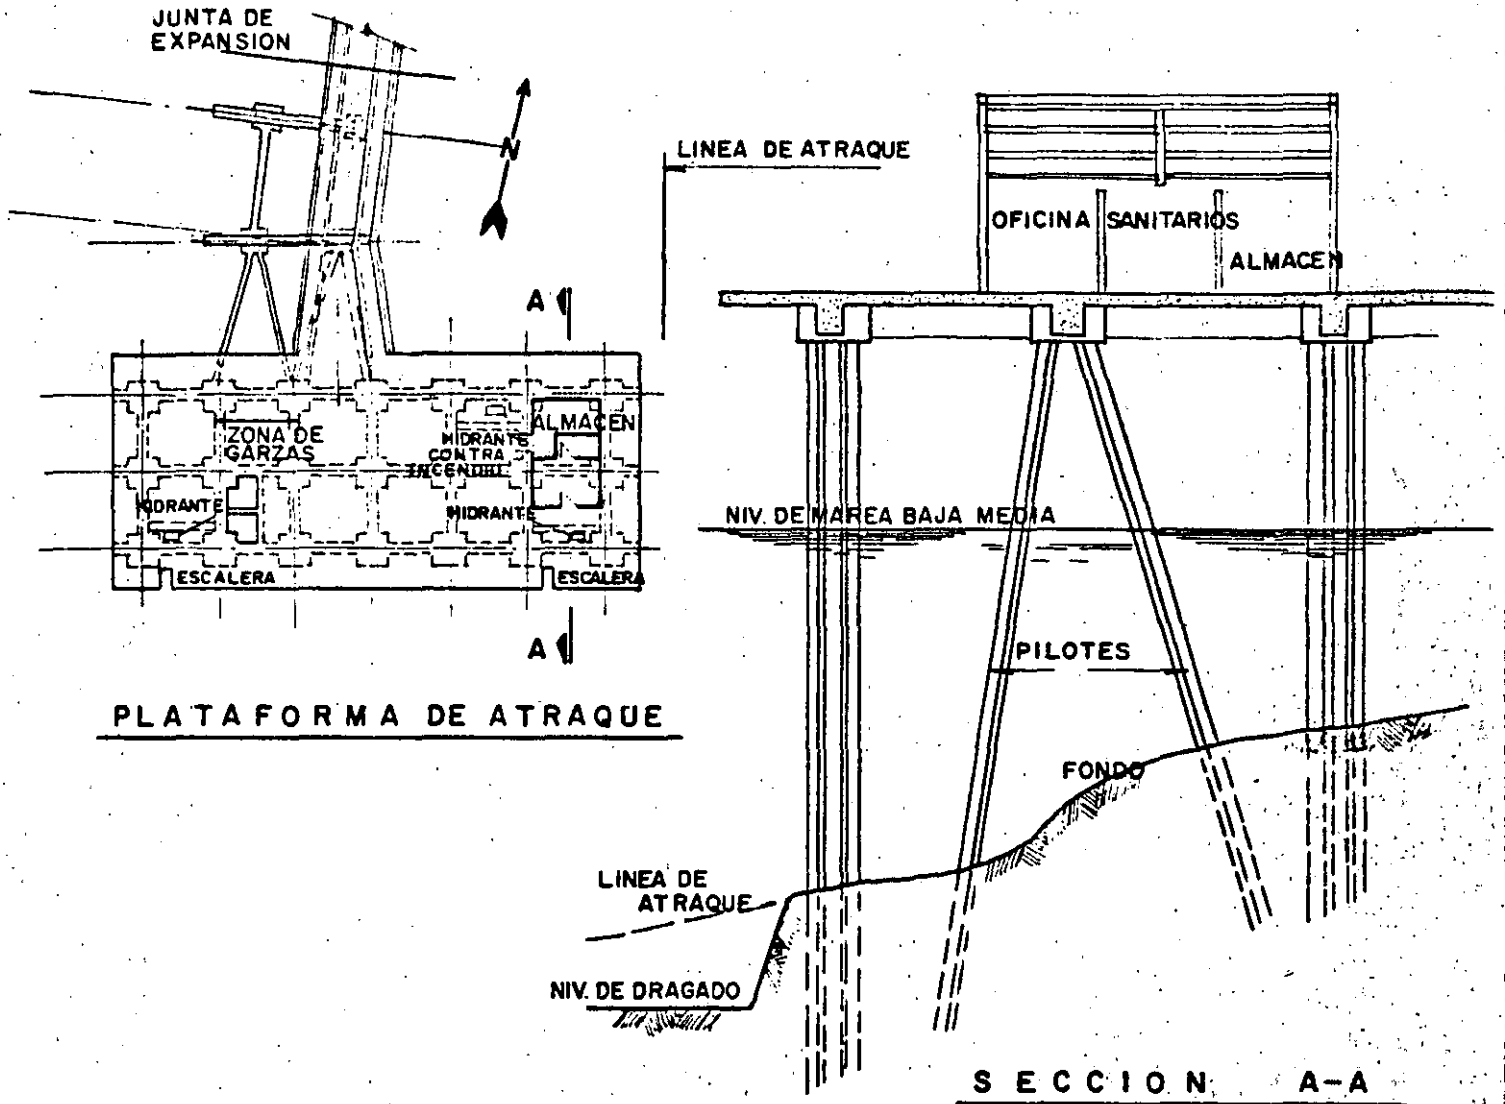 JUNTA DE
EXPANSION
N
LINEA DE ATRAQUE
A
ZONA DE
GARZAS
HIDRANTE
CONTRA
INCENDIO
ALMACEN
HIDRANTE
HIDRANTE
ESCALERA
ESCALERA
A
PLATAFORMA DE ATRAQUE
OFICINA
SANITARIOS
ALMACEN
NIV. DE MAREA BAJA MEDIA
PILOTES
FONDO
LINEA DE
ATRAQUE
NIV. DE DRAGADO
SECCION A-A